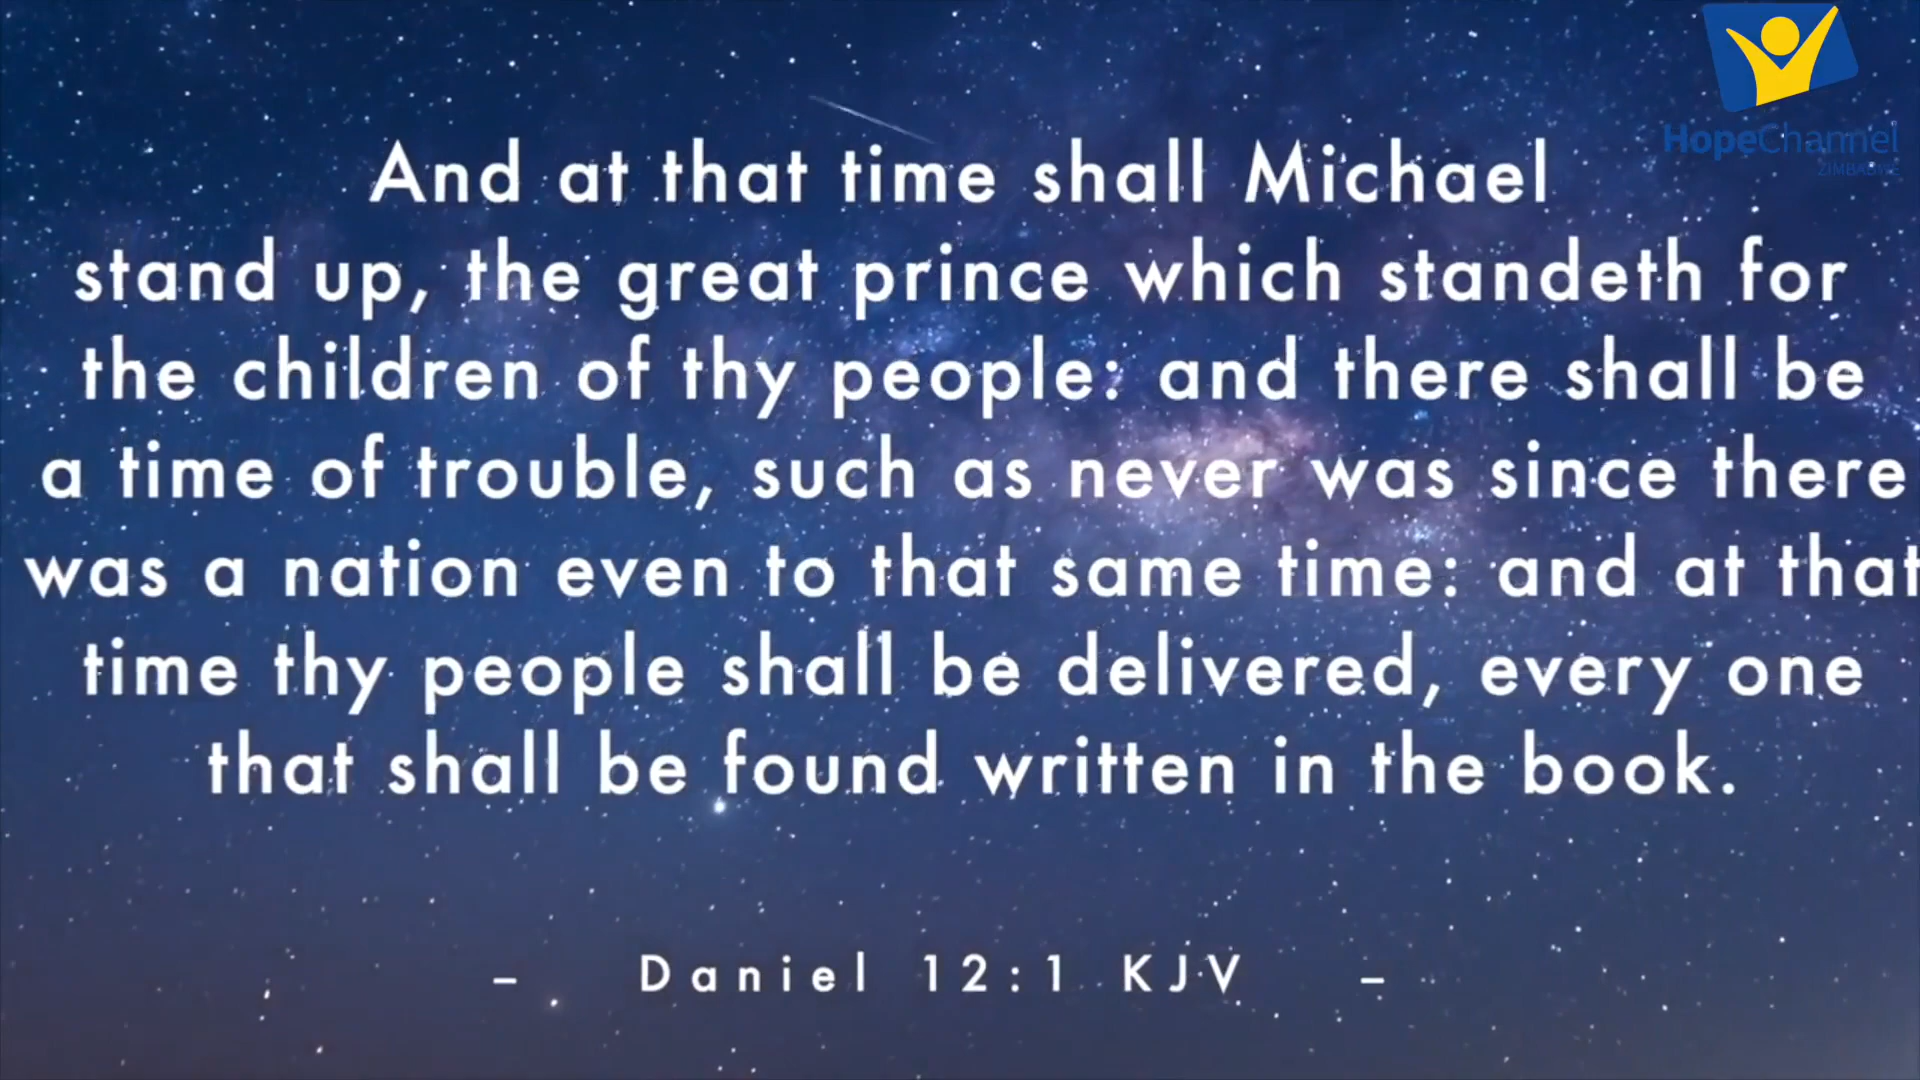 HopeChannel
ZIMBABWE
And at that time shall Michael
stand up, the great prince which standeth for
the children of thy people: and there shall be
a time of trouble, such as never was since there
was a nation even to that same time: and at that
time thy people shall be delivered, every one
that shall be found written in the book.
– Daniel 12:1 KJV –